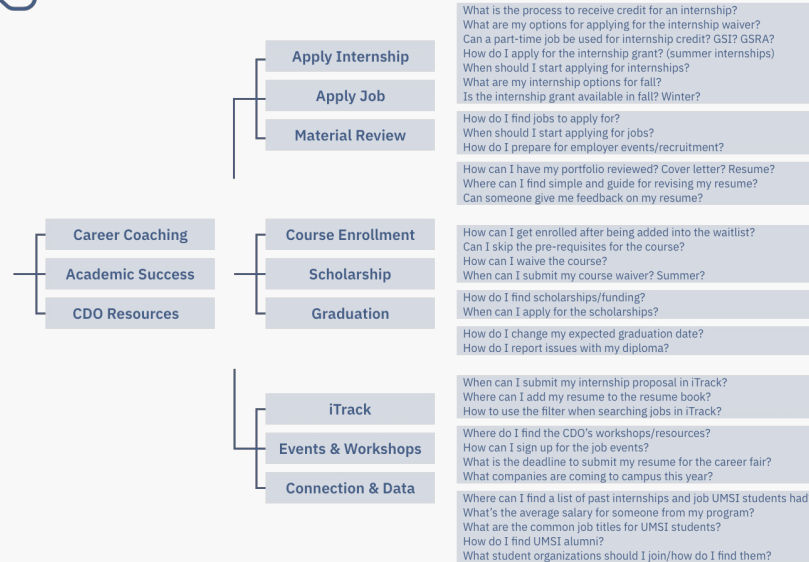 What is the process to receive credit for an internship?
What are my options for applying for the internship waiver?
Can a part-time job be used for internship credit? GSI? GSRA?
How do I apply for the internship grant? (summer internships)
When should I start applying for internships?
What are my internship options for fall?
Is the internship grant available in fall? Winter?
Apply Internship
Apply Job
Material Review
How do I find jobs to apply for?
When should I start applying for jobs?
How do I prepare for employer events/recruitment?
How can I have my portfolio reviewed? Cover letter? Resume?
Where can I find simple and guide for revising my resume?
Can someone give me feedback on my resume?
Career Coaching
Academic Success
CDO Resources
Course Enrollment
Scholarship
Graduation
How can I get enrolled after being added into the waitlist?
Can I skip the pre-requisites for the course?
How can I waive the course?
When can I submit my course waiver? Summer?
How do I find scholarships/funding?
When can I apply for the scholarships?
How do I change my expected graduation date?
How do I report issues with my diploma?
iTrack
Events & Workshops
Connection & Data
When can I submit my internship proposal in iTrack?
Where can I add my resume to the resume book?
How to use the filter when searching jobs in iTrack?
Where do I find the CDO's workshops/resources?
How can I sign up for the job events?
What is the deadline to submit my resume for the career fair?
What companies are coming to campus this year?
Where can I find a list of past internships and job UMSI students had
What's the average salary for someone from my program?
What are the common job titles for UMSI students?
How do I find UMSI alumni?
What student organizations should I join/how do I find them?